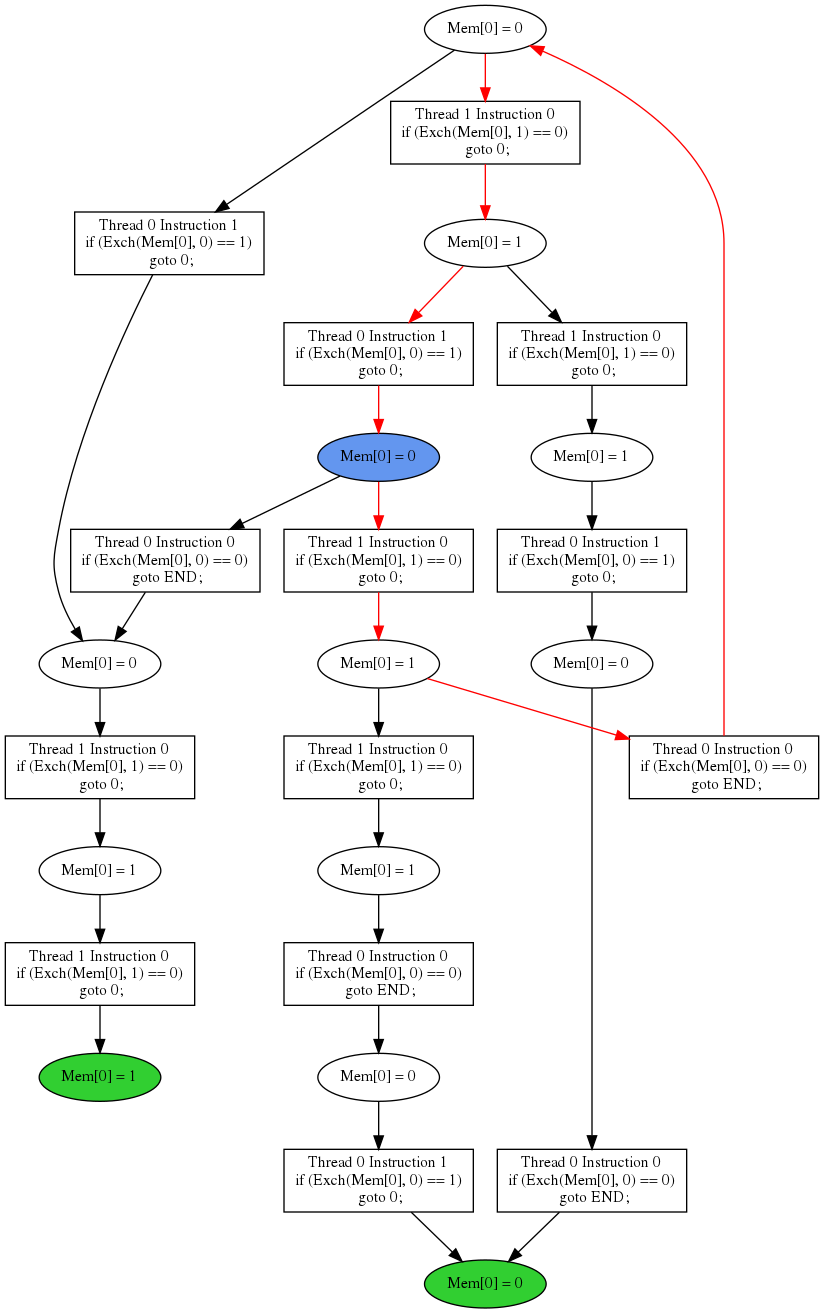 Mem[0] = 0
Thread 1 Instruction 0
if (Exch(Mem[0], 1) == 0)
goto 0;
Thread 0 Instruction 1
if (Exch(Mem[0], 0) == 1)
goto 0;
Mem[0] = 1
Thread 0 Instruction 1
if (Exch(Mem[0], 0) == 1)
goto 0;
Thread 1 Instruction 0
if (Exch(Mem[0], 1) == 0)
goto 0;
Mem[0] = 0
Mem[0] = 1
Thread 0 Instruction 0
if (Exch(Mem[0], 0) == 0)
goto END;
Thread 1 Instruction 0
if (Exch(Mem[0], 1) == 0)
goto 0;
Thread 0 Instruction 1
if (Exch(Mem[0], 0) == 1)
goto 0;
Mem[0] = 0
Mem[0] = 1
Mem[0] = 0
Thread 1 Instruction 0
if (Exch(Mem[0], 1) == 0)
goto 0;
Thread 1 Instruction 0
if (Exch(Mem[0], 1) == 0)
goto 0;
Thread 0 Instruction 0
if (Exch(Mem[0], 0) == 0)
goto END;
Mem[0] = 1
Mem[0] = 1
Thread 1 Instruction 0
if (Exch(Mem[0], 1) == 0)
goto 0;
Thread 0 Instruction 0
if (Exch(Mem[0], 0) == 0)
goto END;
Mem[0] = 1
Mem[0] = 0
Thread 0 Instruction 1
if (Exch(Mem[0], 0) == 1)
goto 0;
Thread 0 Instruction 0
if (Exch(Mem[0], 0) == 0)
goto END;
Mem[0] = 0